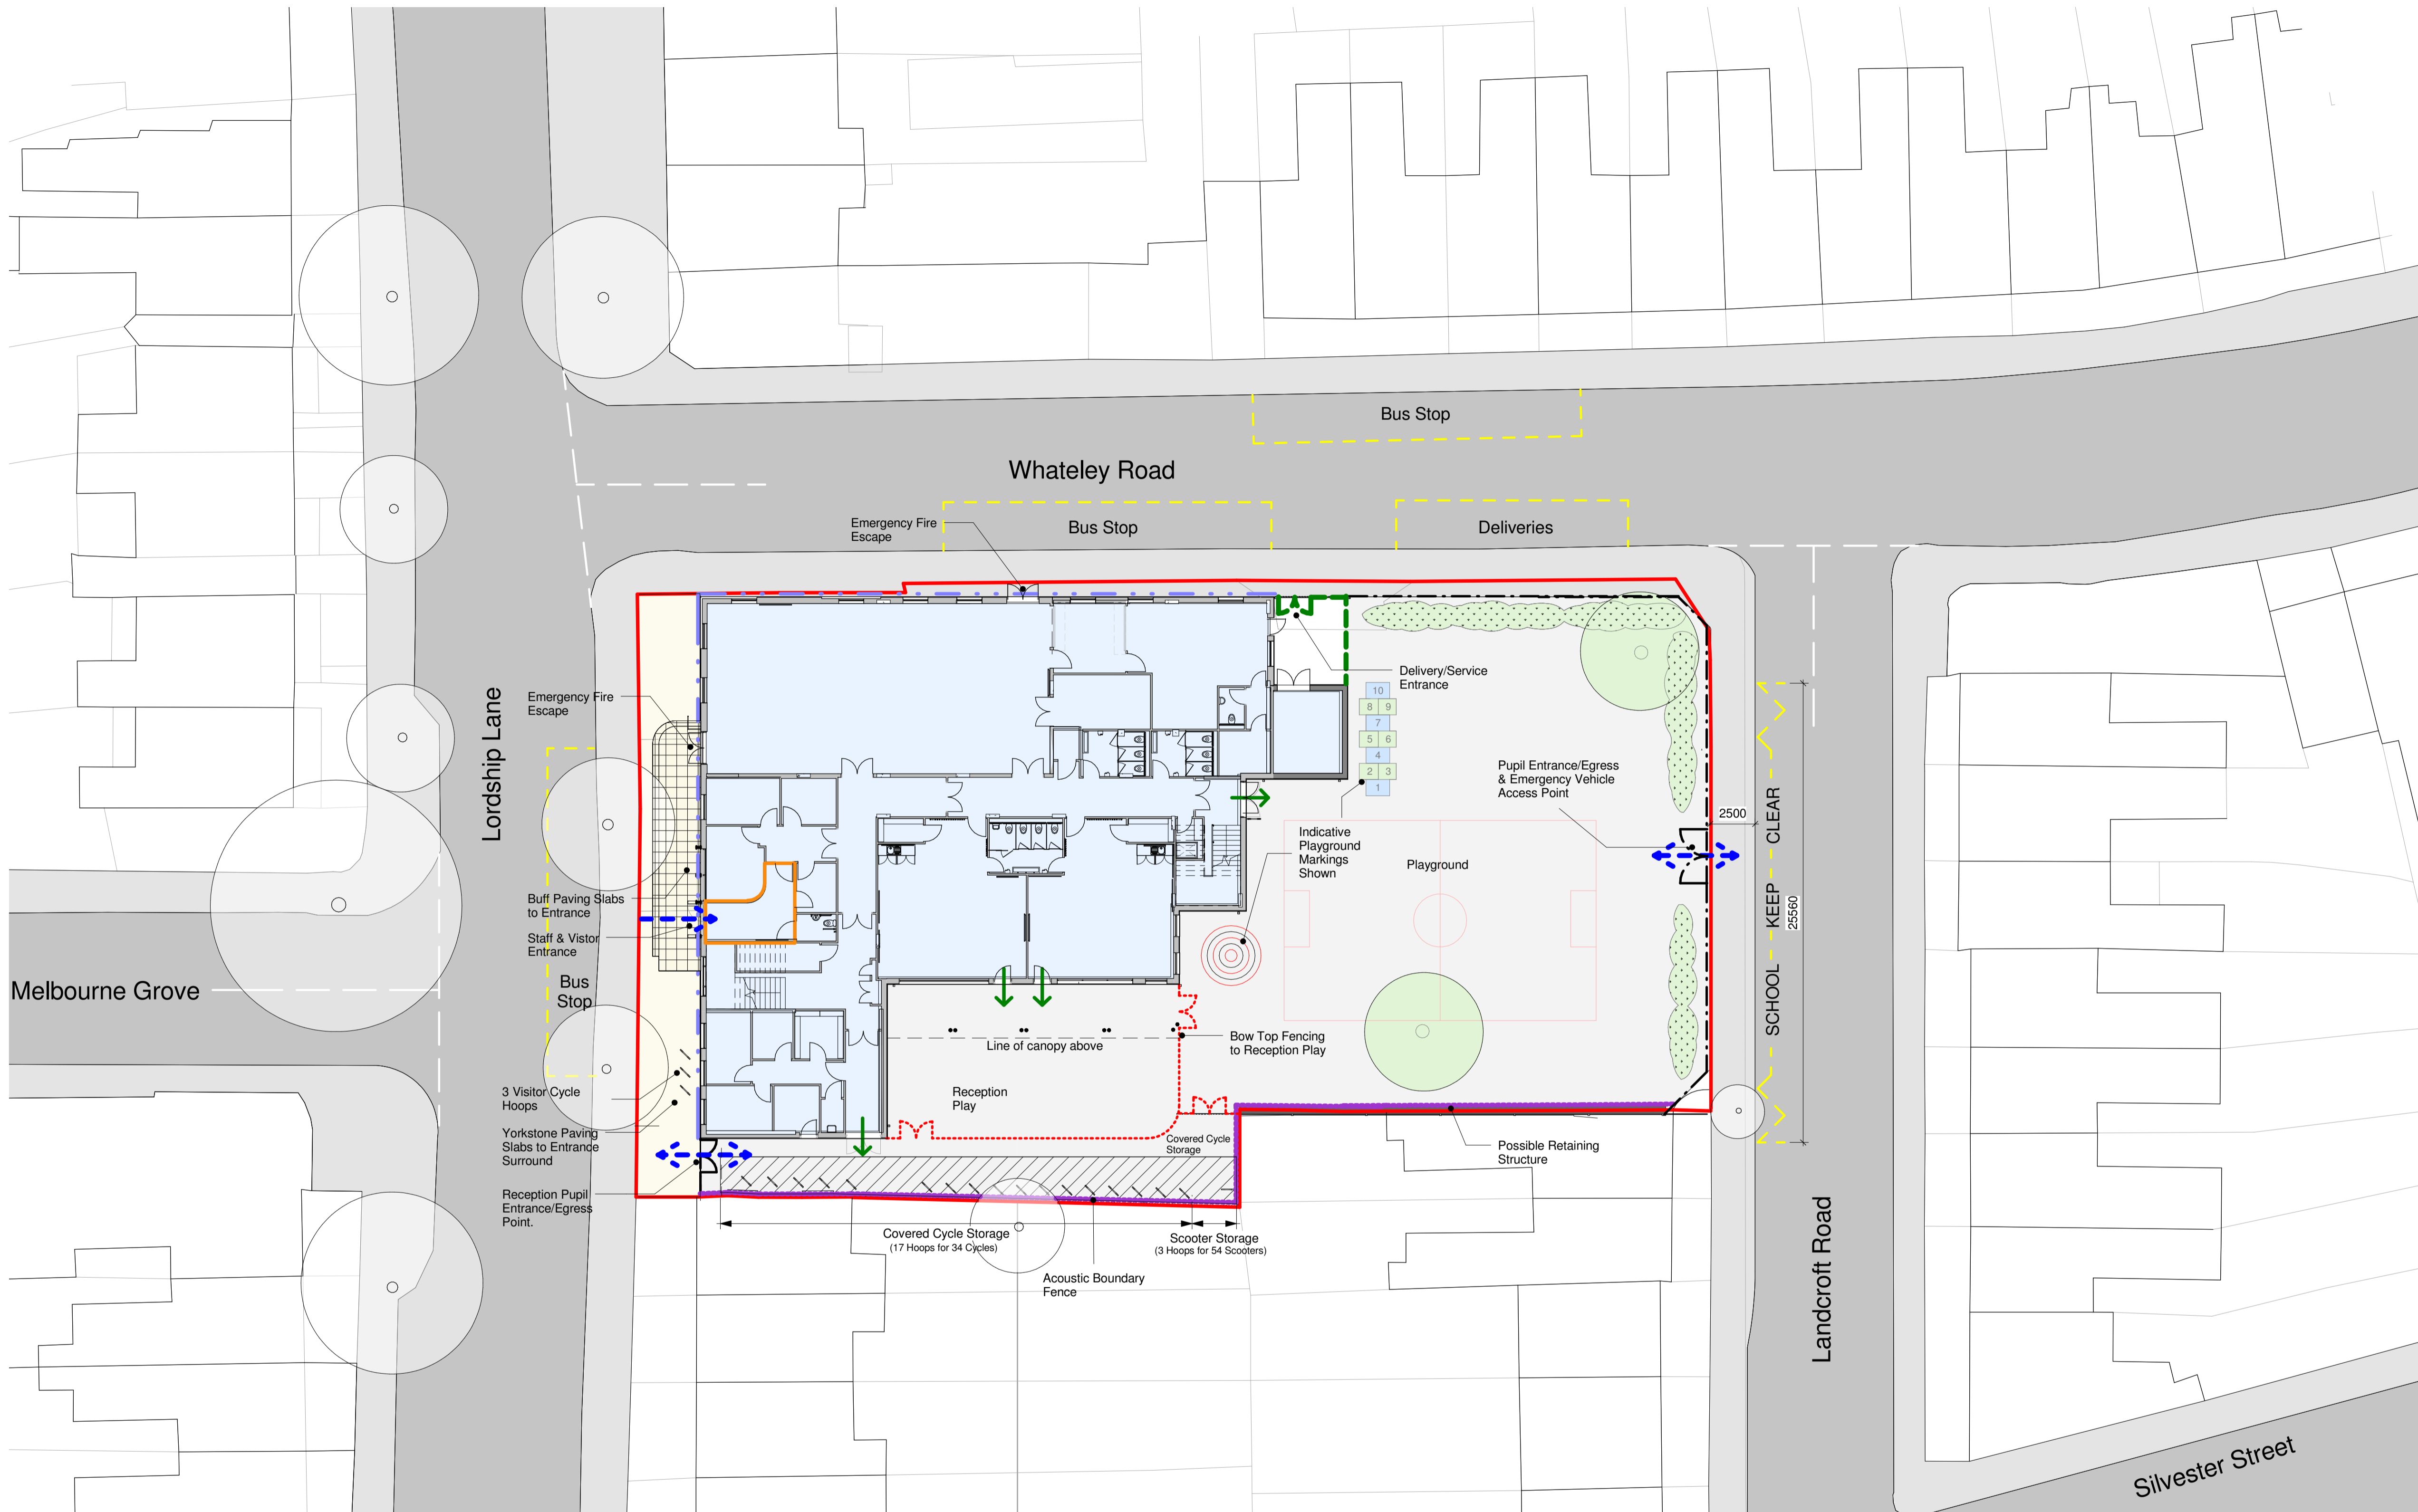 Bus Stop
Whateley Road
Emergency Fire
Escape
Bus Stop
Deliveries
Delivery/Service
Entrance
Emergency Fire
Escape
Lordship Lane
10
8 9
7
5 6
4
2 3
1
Pupil Entrance/Egress
& Emergency Vehicle
Access Point
2500
Indicative
Playground
Markings
Shown
Playground
SCHOOL KEEP CLEAR
25560
Buff Paving Slabs
to Entrance
Staff & Vistor
Entrance
Melbourne Grove
Bus
Stop
Line of canopy above
Bow Top Fencing
to Reception Play
Reception
Play
3 Visitor Cycle
Hoops
Yorkstone Paving
Slabs to Entrance
Surround
Covered Cycle
Storage
Possible Retaining
Structure
Reception Pupil
Entrance/Egress
Point.
Covered Cycle Storage
(17 Hoops for 34 Cycles)
Scooter Storage
(3 Hoops for 54 Scooters)
Acoustic Boundary
Fence
Landcroft Road
Silvester Street